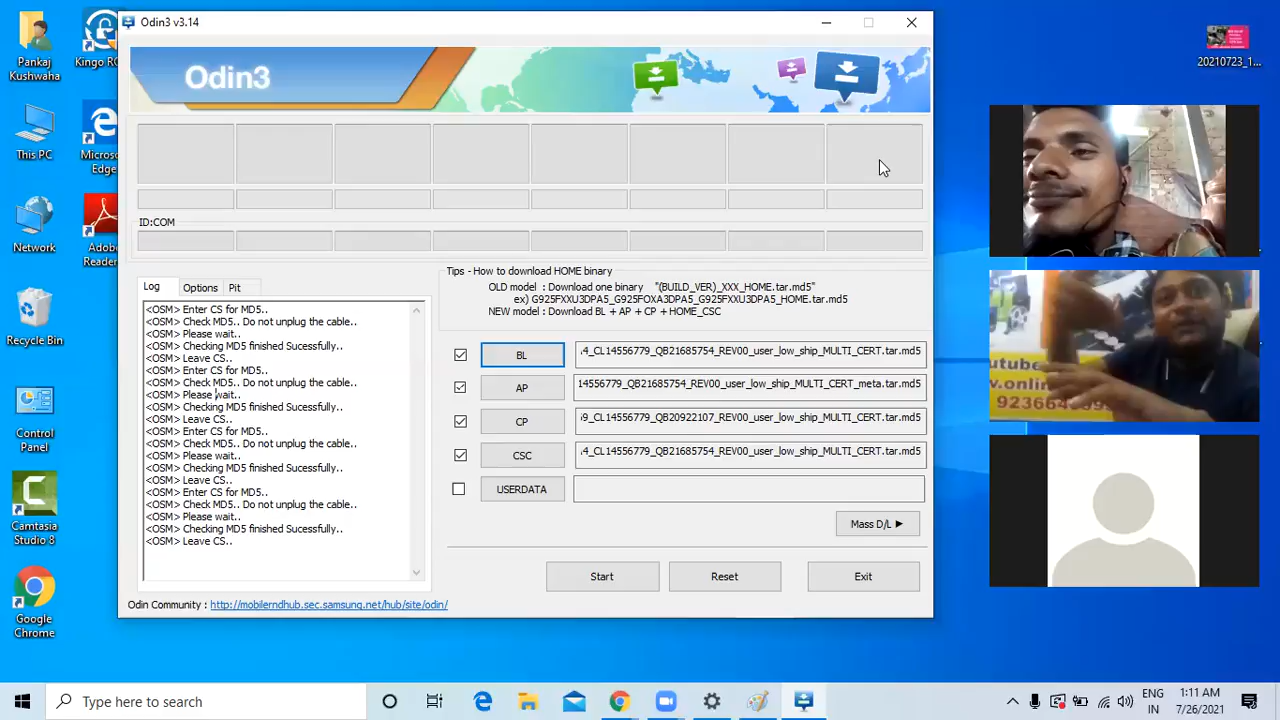 Odin3 v3.14
Pankaj
Kushwaha
Kingo RO
20210723_1...
Odin3
This PC
Microso
Edge
ID:COM
Network
Adob
Reader
Log
Options
Pit
Tips - How to download HOME binary
OLD model : Download one binary "(BUILD_VER)_XXX_HOME.tar.md5"
ex) G925FXXU3DPA5_G925FOXA3DPA5_G925FXXU3DPA5_HOME.tar.md5
NEW model : Download BL + AP + CP + HOME_CSC
<OSM> Enter CS for MD5..
<OSM> Check MD5.. Do not unplug the cable..
<OSM> Please wait..
<OSM> Checking MD5 finished Sucessfully..
<OSM> Leave CS..
<OSM> Enter CS for MD5..
<OSM> Check MD5.. Do not unplug the cable..
<OSM> Please wait..
<OSM> Checking MD5 finished Sucessfully..
<OSM> Leave CS..
<OSM> Enter CS for MD5..
<OSM> Check MD5.. Do not unplug the cable..
<OSM> Please wait..
<OSM> Checking MD5 finished Sucessfully..
<OSM> Leave CS..
<OSM> Enter CS for MD5..
<OSM> Check MD5.. Do not unplug the cable..
<OSM> Please wait..
<OSM> Checking MD5 finished Sucessfully..
<OSM> Leave CS..
BL
.4_CL14556779_QB21685754_REV00_user_low_ship_MULTI_CERT.tar.md5
AP
14556779_QB21685754_REV00_user_low_ship_MULTI_CERT_meta.tar.md5
CP
9_CL14556779_QB20922107_REV00_user_low_ship_MULTI_CERT.tar.md5
CSC
.4_CL14556779_QB21685754_REV00_user_low_ship_MULTI_CERT.tar.md5
USERDATA
Mass D/L
Start
Reset
Exit
Odin Community : http://mobilerndhub.sec.samsung.net/hub/site/odin/
Recycle Bin
Control
Panel
Camtasia
Studio 8
Google
Chrome
utube
v.online
Type here to search
ENG
IN
1:11 AM
7/26/2021